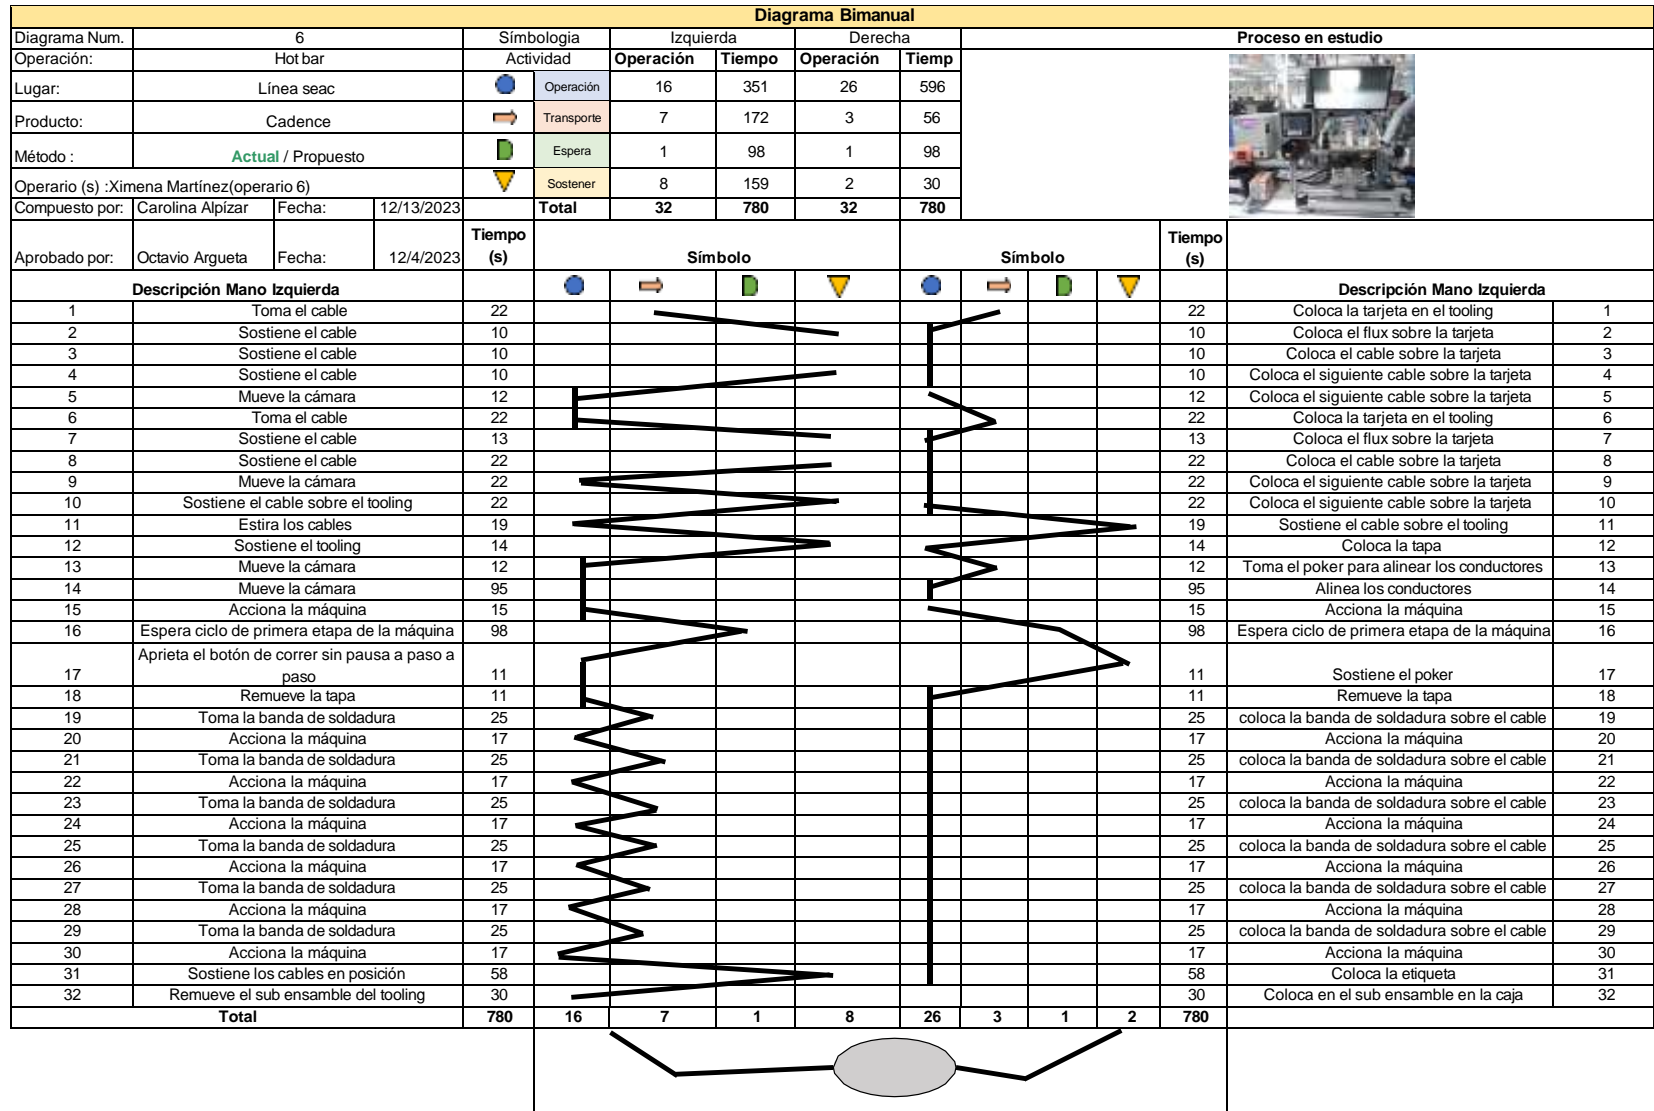 Diagrama Bimanual
Diagrama Num. 6 Símbologia Izquierda Derecha Proceso en estudio
Operación: Hot bar Actividad Operación Tiempo Operación Tiemp
Lugar: Línea seac Operación 16 351 26 596
Producto: Cadence Transporte 7 172 3 56
Método : Actual / Propuesto Espera 1 98 1 98
Operario (s) :Ximena Martínez(operario 6) Sostener 8 159 2 30
Compuesto por: Carolina Alpízar Fecha: 12/13/2023 Total 32 780 32 780
Aprobado por: Octavio Argueta Fecha: 12/4/2023 Tiempo (s) Símbolo Símbolo Tiempo (s)
Descripción Mano Izquierda Descripción Mano Izquierda
1 Toma el cable 22 22 Coloca la tarjeta en el tooling 1
2 Sostiene el cable 10 10 Coloca el flux sobre la tarjeta 2
3 Sostiene el cable 10 10 Coloca el cable sobre la tarjeta 3
4 Sostiene el cable 10 10 Coloca el siguiente cable sobre la tarjeta 4
5 Mueve la cámara 12 12 Coloca el siguiente cable sobre la tarjeta 5
6 Toma el cable 22 22 Coloca la tarjeta en el tooling 6
7 Sostiene el cable 13 13 Coloca el flux sobre la tarjeta 7
8 Sostiene el cable 22 22 Coloca el cable sobre la tarjeta 8
9 Mueve la cámara 22 22 Coloca el siguiente cable sobre la tarjeta 9
10 Sostiene el cable sobre el tooling 22 22 Coloca el siguiente cable sobre la tarjeta 10
11 Estira los cables 19 19 Sostiene el cable sobre el tooling 11
12 Sostiene el tooling 14 14 Coloca la tapa 12
13 Mueve la cámara 12 12 Toma el poker para alinear los conductores 13
14 Mueve la cámara 95 95 Alinea los conductores 14
15 Acciona la máquina 15 15 Acciona la máquina 15
16 Espera ciclo de primera etapa de la máquina 98 98 Espera ciclo de primera etapa de la máquina 16
Aprieta el botón de correr sin pausa a paso a
17 paso 11 11 Sostiene el poker 17
18 Remueve la tapa 11 11 Remueve la tapa 18
19 Toma la banda de soldadura 25 25 coloca la banda de soldadura sobre el cable 19
20 Acciona la máquina 17 17 Acciona la máquina 20
21 Toma la banda de soldadura 25 25 coloca la banda de soldadura sobre el cable 21
22 Acciona la máquina 17 17 Acciona la máquina 22
23 Toma la banda de soldadura 25 25 coloca la banda de soldadura sobre el cable 23
24 Acciona la máquina 17 17 Acciona la máquina 24
25 Toma la banda de soldadura 25 25 coloca la banda de soldadura sobre el cable 25
26 Acciona la máquina 17 17 Acciona la máquina 26
27 Toma la banda de soldadura 25 25 coloca la banda de soldadura sobre el cable 27
28 Acciona la máquina 17 17 Acciona la máquina 28
29 Toma la banda de soldadura 25 25 coloca la banda de soldadura sobre el cable 29
30 Acciona la máquina 17 17 Acciona la máquina 30
31 Sostiene los cables en posición 58 58 Coloca la etiqueta 31
32 Remueve el sub ensamble del tooling 30 30 Coloca en el sub ensamble en la caja 32
Total 780 16 7 1 8 26 3 1 2 780